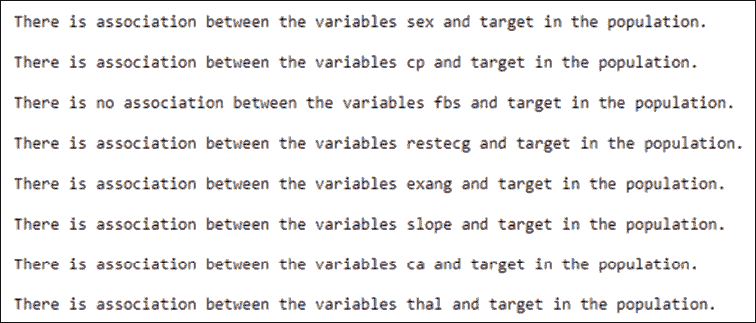 There is association between the variables sex and target in the population.
There is association between the variables cp and target in the population.
There is no association between the variables fbs and target in the population.
There is association between the variables restecg and target in the population.
There is association between the variables exang and target in the population.
There is association between the variables slope and target in the population.
There is association between the variables ca and target in the population.
There is association between the variables thal and target in the population.